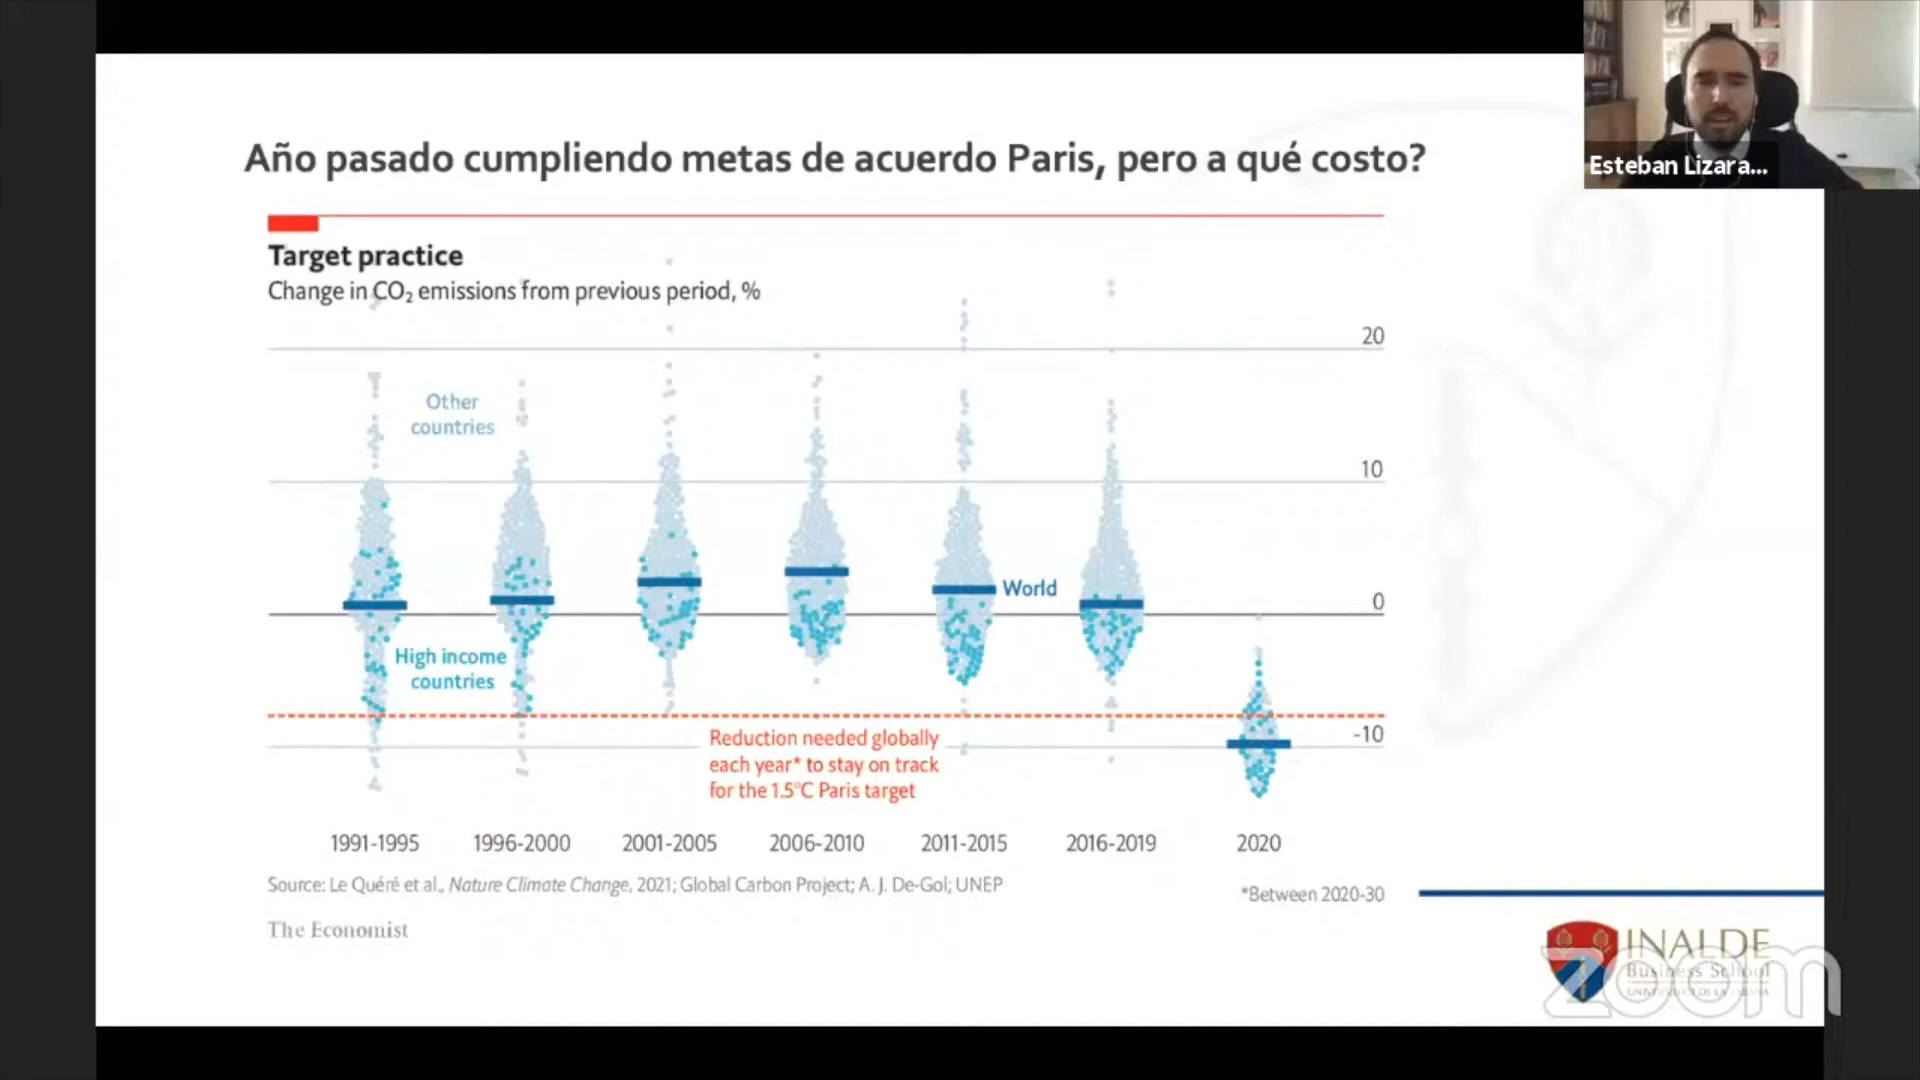 Esteban Lizara...
Año pasado cumpliendo metas de acuerdo Paris, pero a qué costo?
Target practice
Change in CO₂ emissions from previous period, %
20
Other
countries
10
World
0
High income
countries
-10
Reduction needed globally
each year* to stay on track
for the 1.5°C Paris target
1991-1995 1996-2000 2001-2005 2006-2010 2011-2015 2016-2019 2020
Source: Le Quéré et al., Nature Climate Change, 2021; Global Carbon Project; A. J. De-Gol; UNEP
*Between 2020-30
The Economist
INALDE
Business School
zoom